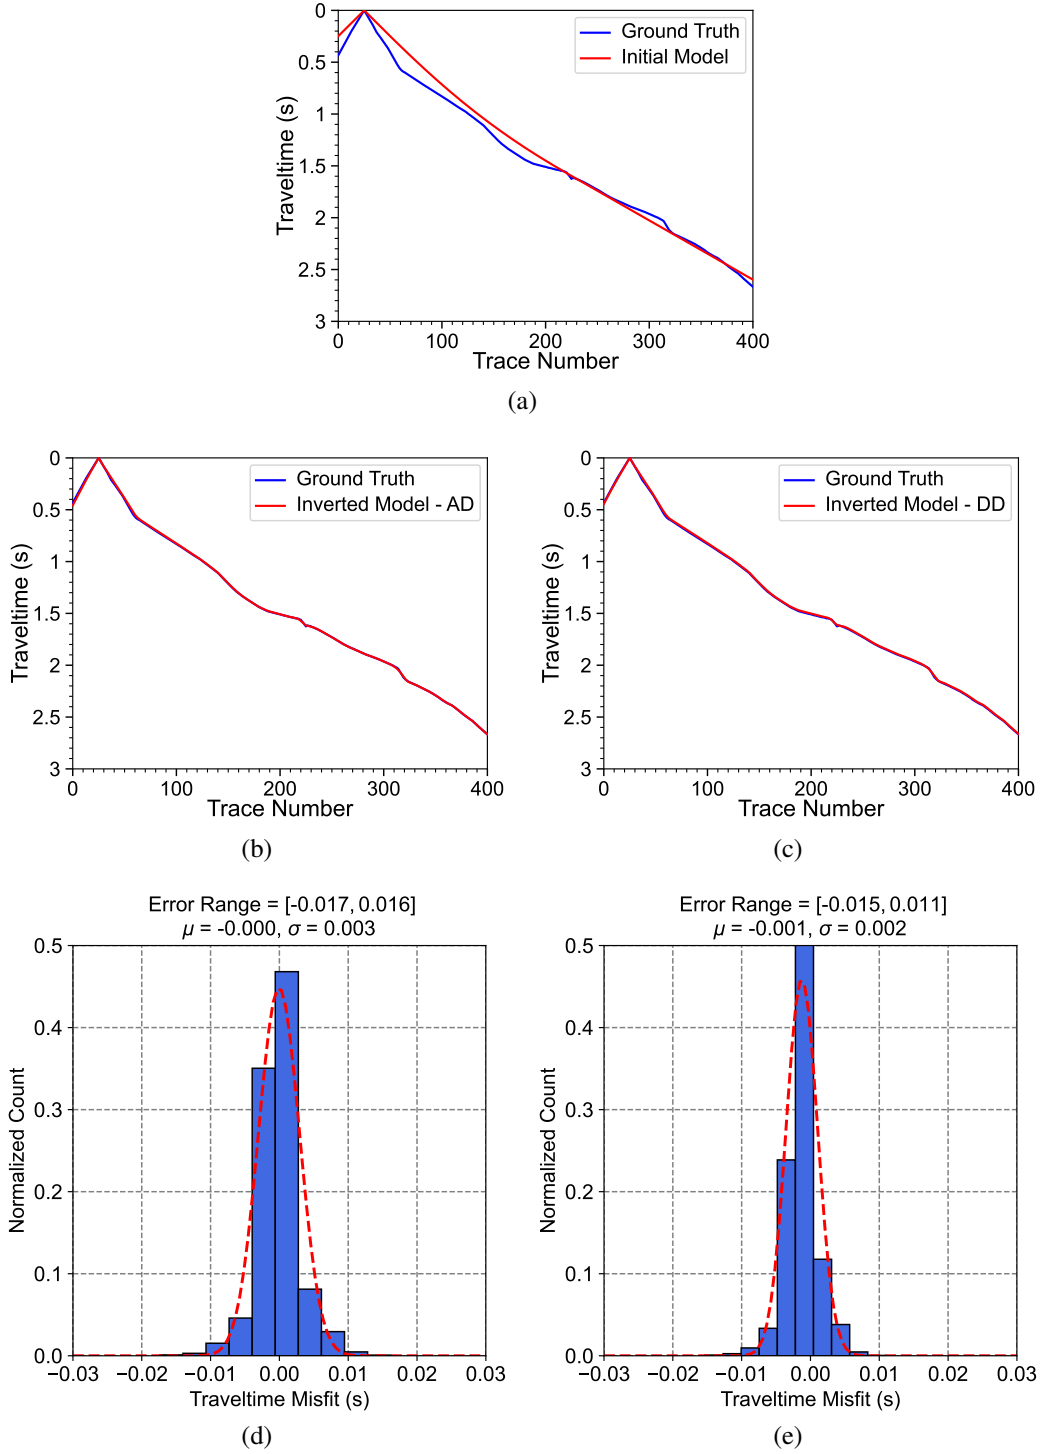 0
0.5
1
1.5
2
2.5
3
Traveltime (s)
Ground Truth
Initial Model
0 100 200 300 400
Trace Number
(a)
0
0.5
1
1.5
2
2.5
3
Traveltime (s)
Ground Truth
Inverted Model - AD
0 100 200 300 400
Trace Number
(b)
0
0.5
1
1.5
2
2.5
3
Traveltime (s)
Ground Truth
Inverted Model - DD
0 100 200 300 400
Trace Number
(c)
Error Range = [-0.017, 0.016]
μ = -0.000, σ = 0.003
0.5
0.4
0.3
0.2
0.1
0.0
Normalized Count
−0.03 −0.02 −0.01 0.00 0.01 0.02 0.03
Traveltime Misfit (s)
(d)
Error Range = [-0.015, 0.011]
μ = -0.001, σ = 0.002
0.5
0.4
0.3
0.2
0.1
0.0
Normalized Count
−0.03 −0.02 −0.01 0.00 0.01 0.02 0.03
Traveltime Misfit (s)
(e)